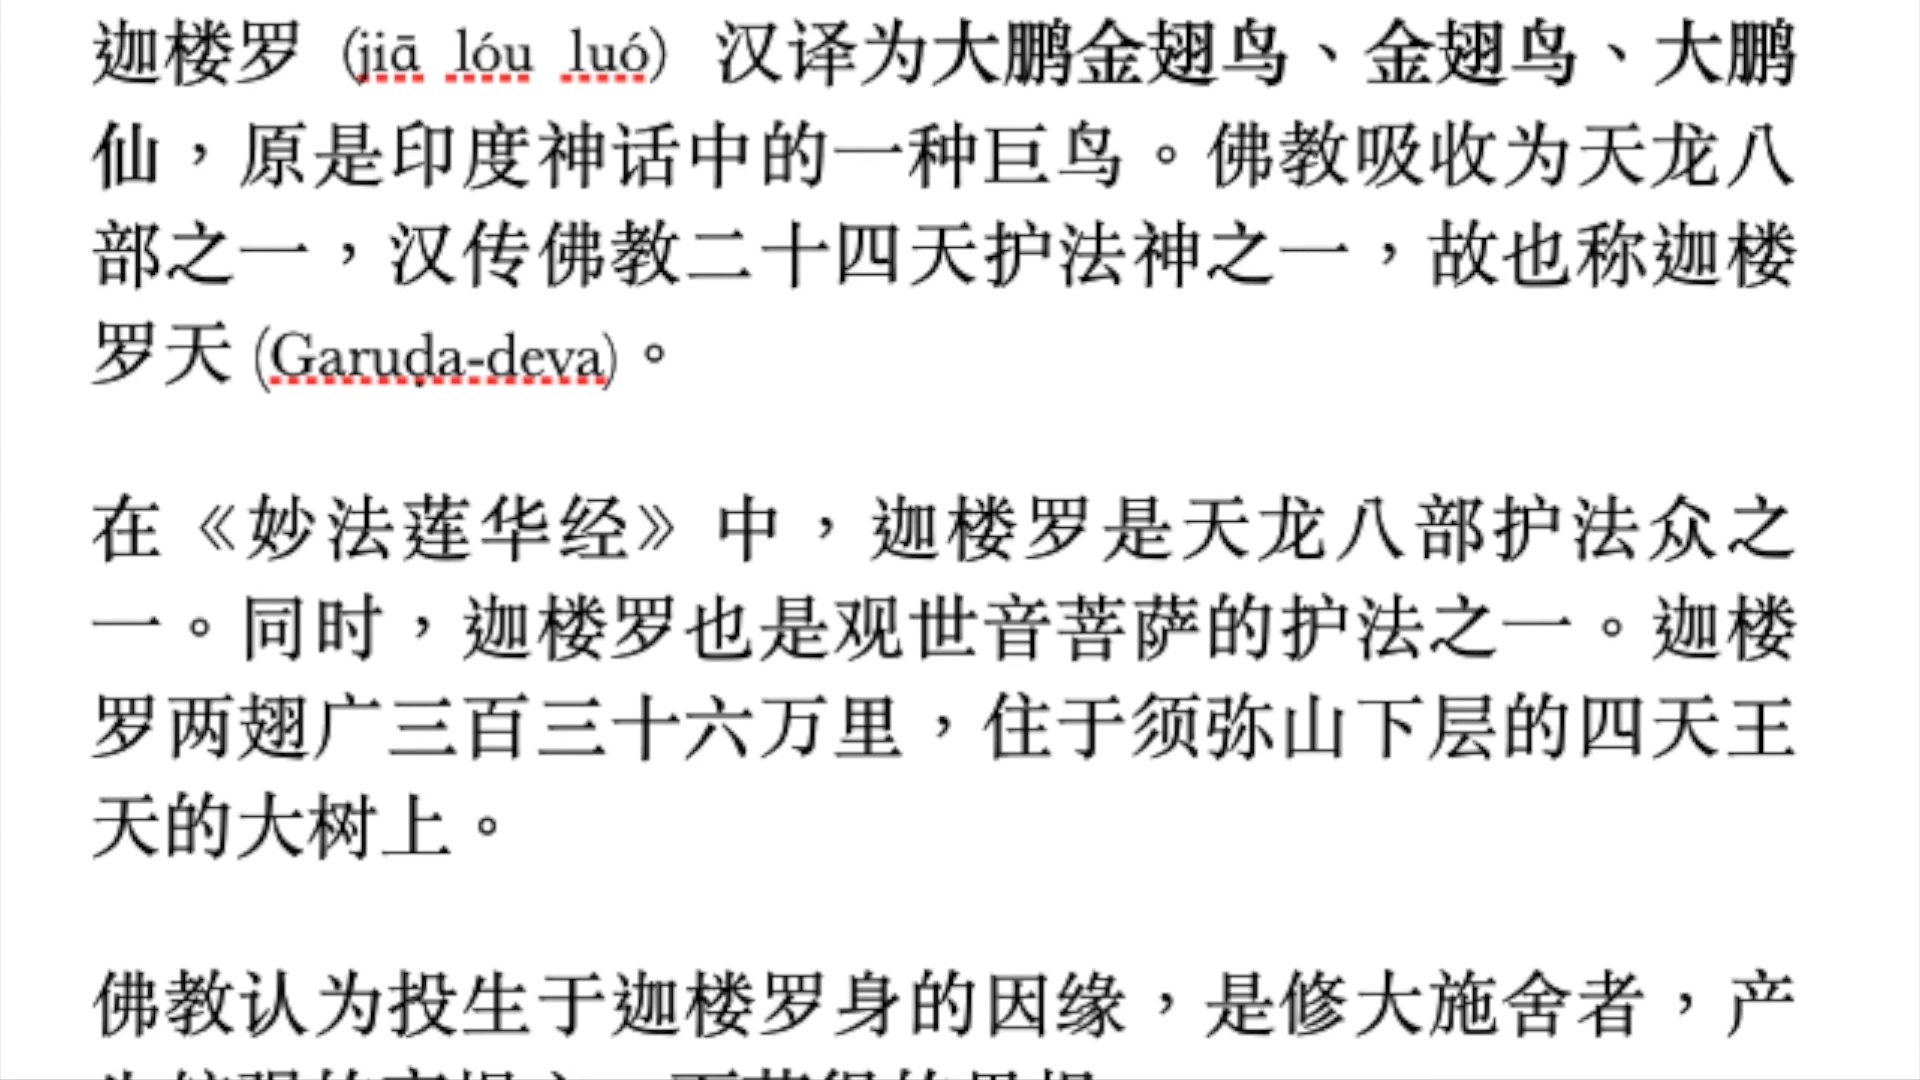 迦楼罗 (jiā lóu luó) 汉译为大鹏金翅鸟、金翅鸟、大鹏
仙，原是印度神话中的一种巨鸟。佛教吸收为天龙八
部之一，汉传佛教二十四天护法神之一，故也称迦楼
罗天 (Garuḍa-deva)。
在《妙法莲华经》中，迦楼罗是天龙八部护法众之
一。同时，迦楼罗也是观世音菩萨的护法之一。迦楼
罗两翅广三百三十六万里，住于须弥山下层的四天王
天的大树上。
佛教认为投生于迦楼罗身的因缘，是修大施舍者，产